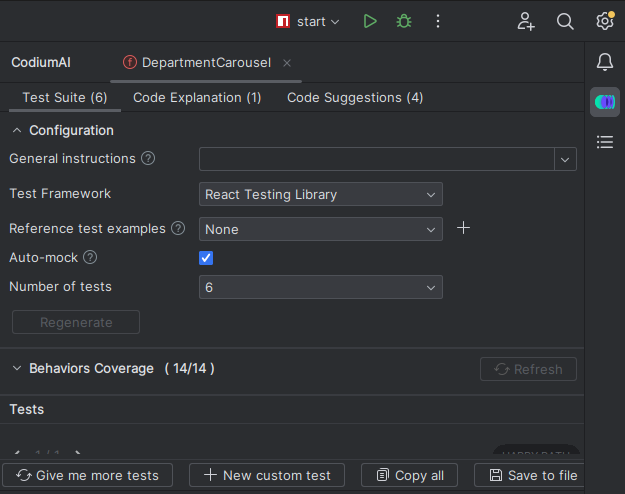 start
CodiumAI
DepartmentCarousel
Test Suite (6) Code Explanation (1) Code Suggestions (4)
Configuration
General instructions
Test Framework React Testing Library
Reference test examples None
Auto-mock
Number of tests 6
Regenerate
Behaviors Coverage ( 14/14 ) Refresh
Tests
Give me more tests New custom test Copy all Save to file